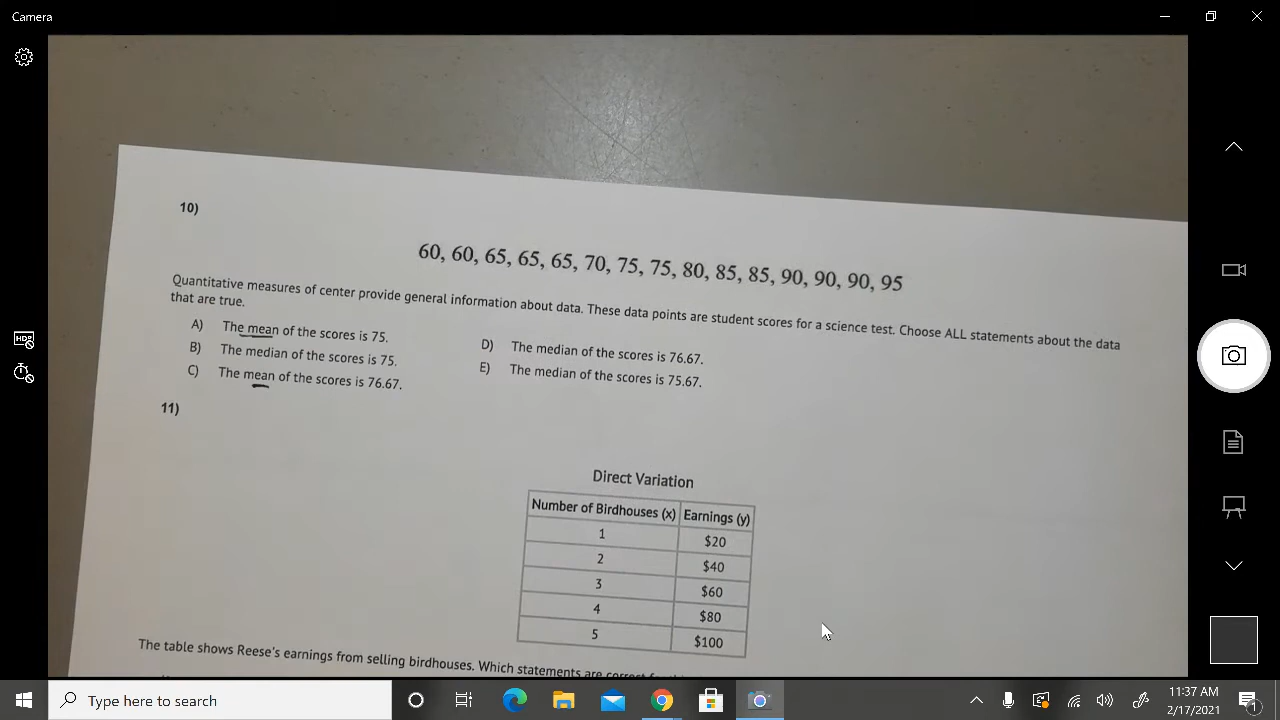 Camera
10)
60, 60, 65, 65, 65, 70, 75, 75, 80, 85, 85, 90, 90, 90, 95
Quantitative measures of center provide general information about data. These data points are student scores for a science test. Choose ALL statements about the data
that are true.
A) The mean of the scores is 75.
B) The median of the scores is 75.
C) The mean of the scores is 76.67.
D) The median of the scores is 76.67.
E) The median of the scores is 75.67.
11)
Direct Variation
Number of Birdhouses (x) Earnings (y)
1 $20
2 $40
3 $60
4 $80
5 $100
The table shows Reese's earnings from selling birdhouses. Which statements are correct
Type here to search
11:37 AM
2/17/2021
1